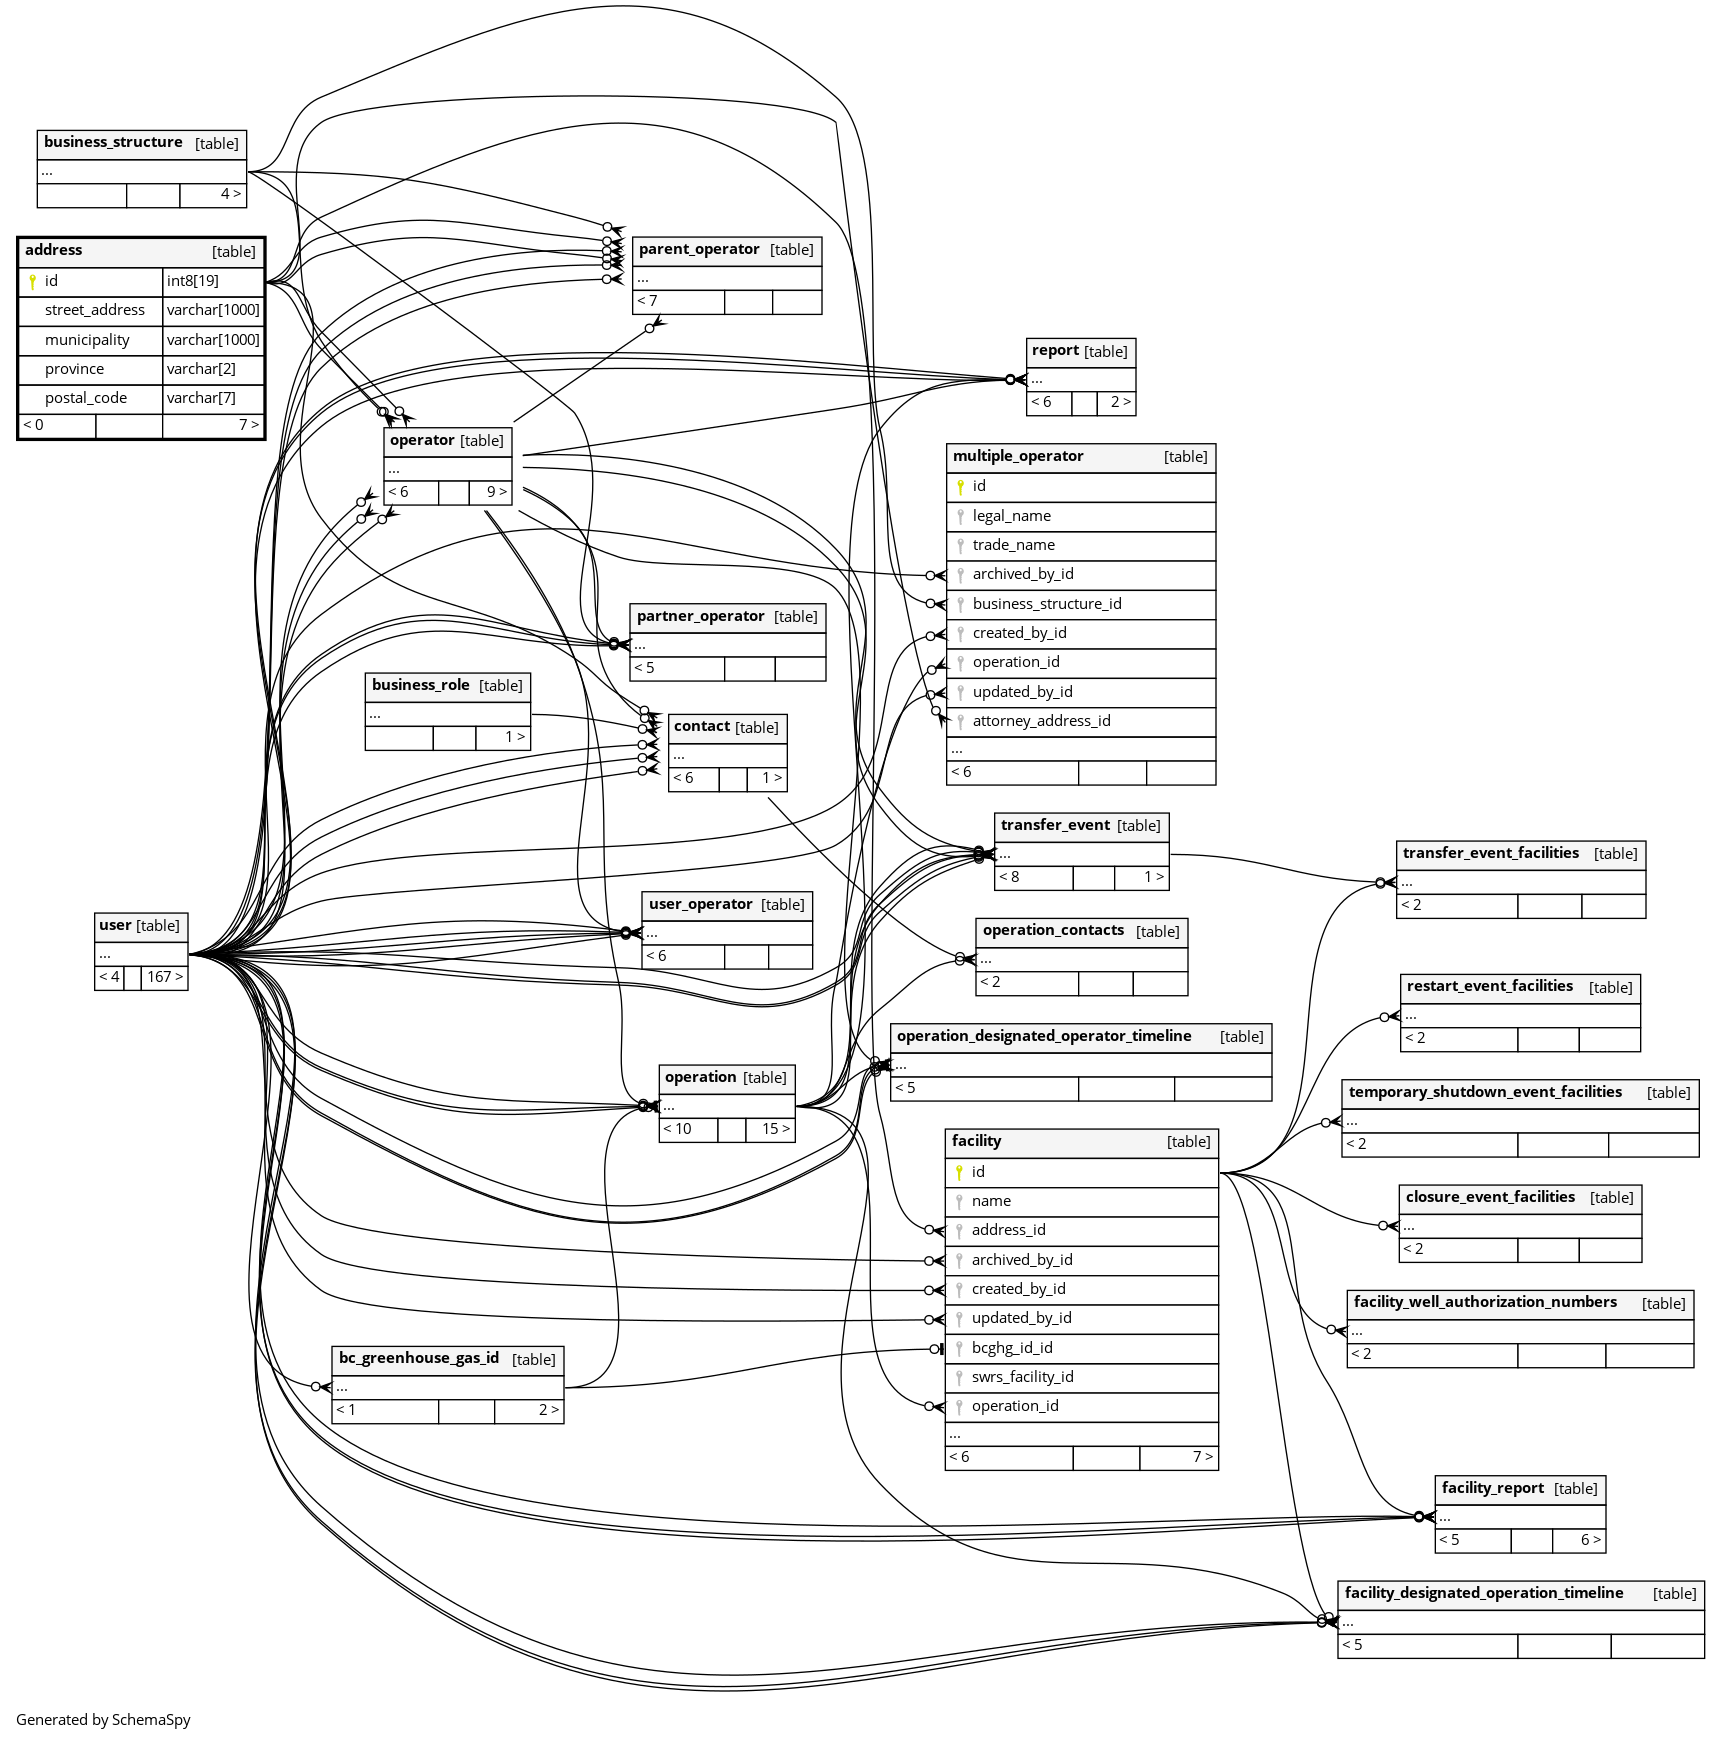 business_structure [table]
...
4 >
address [table]
id int8[19]
street_address varchar[1000]
municipality varchar[1000]
province varchar[2]
postal_code varchar[7]
< 0 7 >
parent_operator [table]
...
< 7
report [table]
...
< 6 2 >
operator [table]
...
< 6 9 >
multiple_operator [table]
id
legal_name
trade_name
archived_by_id
business_structure_id
created_by_id
operation_id
updated_by_id
attorney_address_id
...
< 6
partner_operator [table]
...
< 5
business_role [table]
...
1 >
contact [table]
...
< 6 1 >
transfer_event [table]
...
< 8 1 >
transfer_event_facilities [table]
...
< 2
user_operator [table]
...
< 6
user [table]
...
< 4 167 >
operation_contacts [table]
...
< 2
restart_event_facilities [table]
...
< 2
operation_designated_operator_timeline [table]
...
< 5
operation [table]
...
< 10 15 >
temporary_shutdown_event_facilities [table]
...
< 2
facility [table]
id
name
address_id
archived_by_id
created_by_id
updated_by_id
bcghg_id_id
swrs_facility_id
operation_id
...
< 6 7 >
closure_event_facilities [table]
...
< 2
facility_well_authorization_numbers [table]
...
< 2
bc_greenhouse_gas_id [table]
...
< 1 2 >
facility_report [table]
...
< 5 6 >
facility_designated_operation_timeline [table]
...
< 5
Generated by SchemaSpy